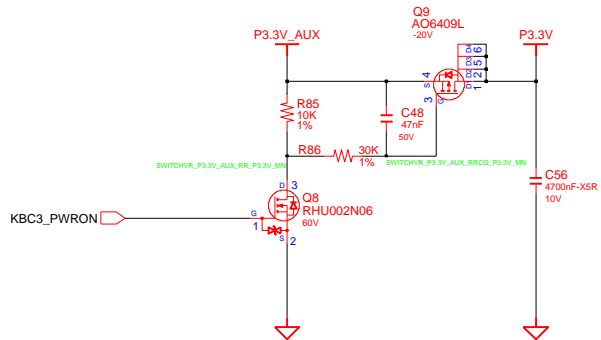 Q9
AO6409L
-20V
P3.3V_AUX
P3.3V
D4 6
D3 5
D2 2
D1 1
S 4
3 G
R85
10K
1%
C48
47nF
50V
R86
30K
1%
SWITCHVR_P3.3V_AUX_RR_P3.3V_MN
SWITCHVR_P3.3V_AUX_RRCQ_P3.3V_MN
C56
4700nF-X5R
10V
D 3
Q8
RHU002N06
60V
KBC3_PWRON
G
1
S 2